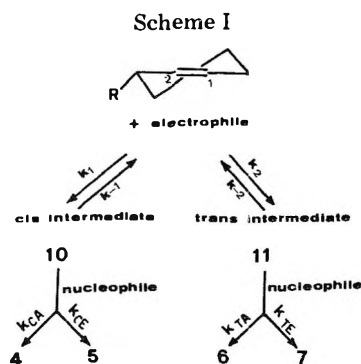 Scheme I
2 1
R
+ electrophile
k1 k-1 k-2 k2
cis intermediate trans intermediate
10 11
nucleophile nucleophile
kCA kCE kTA kTE
4 5 6 7